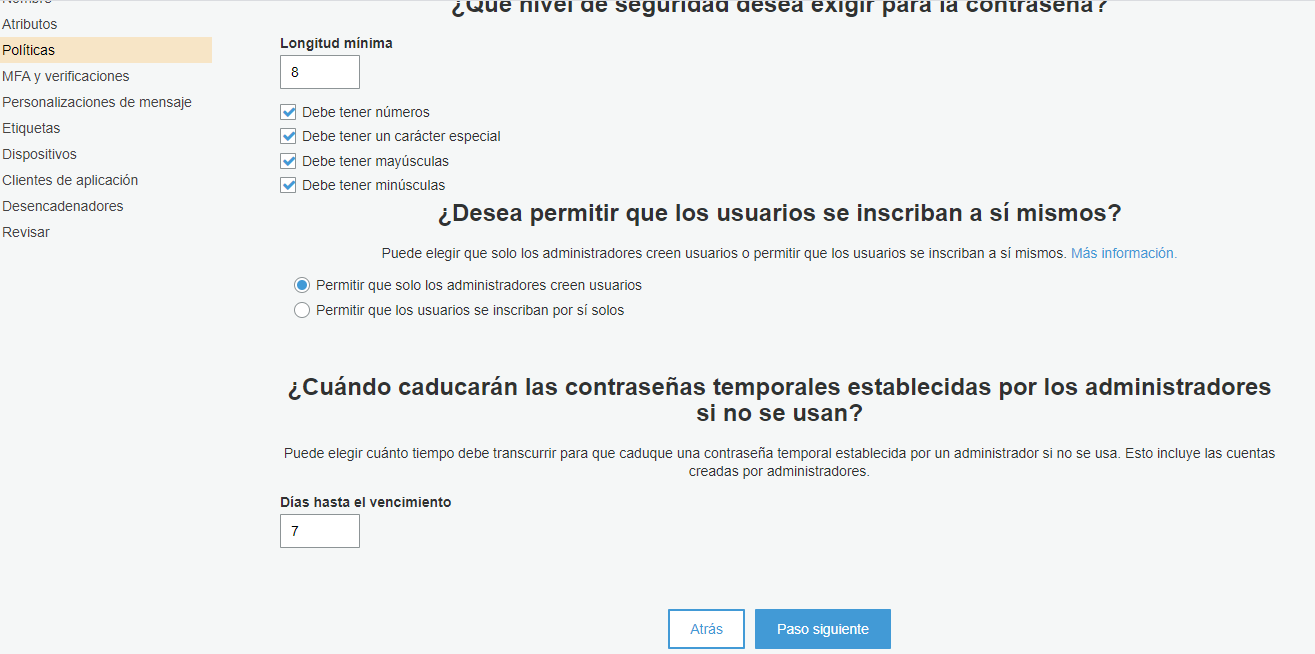 Nombre
Atributos
Políticas
MFA y verificaciones
Personalizaciones de mensaje
Etiquetas
Dispositivos
Clientes de aplicación
Desencadenadores
Revisar
¿Qué nivel de seguridad desea exigir para la contraseña?
Longitud mínima
8
Debe tener números
Debe tener un carácter especial
Debe tener mayúsculas
Debe tener minúsculas
¿Desea permitir que los usuarios se inscriban a sí mismos?
Puede elegir que solo los administradores creen usuarios o permitir que los usuarios se inscriban a sí mismos. Más información.
Permitir que solo los administradores creen usuarios
Permitir que los usuarios se inscriban por sí solos
¿Cuándo caducarán las contraseñas temporales establecidas por los administradores
si no se usan?
Puede elegir cuánto tiempo debe transcurrir para que caduque una contraseña temporal establecida por un administrador si no se usa. Esto incluye las cuentas
creadas por administradores.
Días hasta el vencimiento
7
Atrás
Paso siguiente